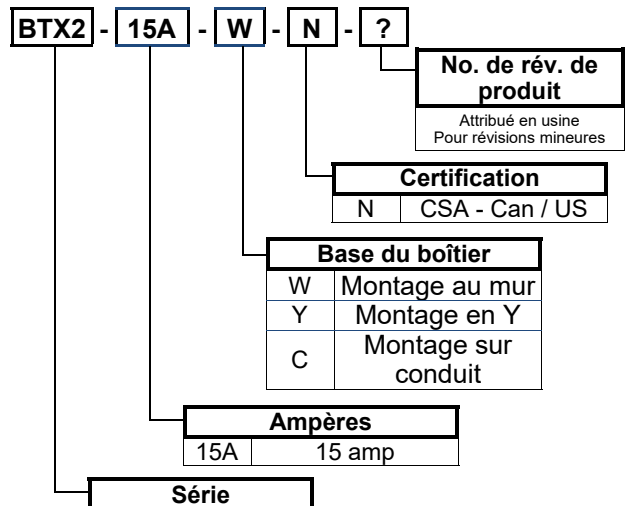 BTX2 - 15A - W - N - ?
No. de rév. de
produit
Attribué en usine
Pour révisions mineures
Certification
N CSA - Can / US
Base du boîtier
W Montage au mur
Y Montage en Y
C Montage sur
conduit
Ampères
15A 15 amp
Série